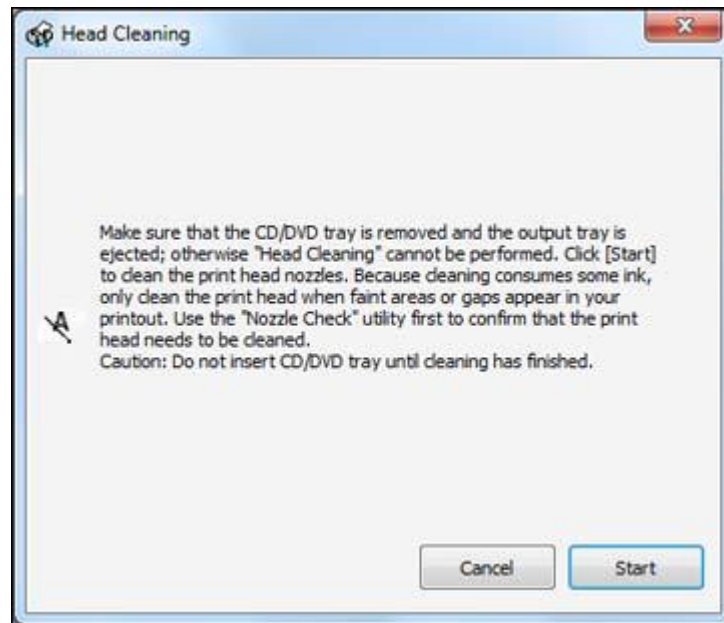 Head Cleaning
Make sure that the CD/DVD tray is removed and the output tray is
ejected; otherwise "Head Cleaning" cannot be performed. Click [Start]
to clean the print head nozzles. Because cleaning consumes some ink,
only clean the print head when faint areas or gaps appear in your
printout. Use the "Nozzle Check" utility first to confirm that the print
head needs to be cleaned.
Caution: Do not insert CD/DVD tray until cleaning has finished.
A
Cancel
Start